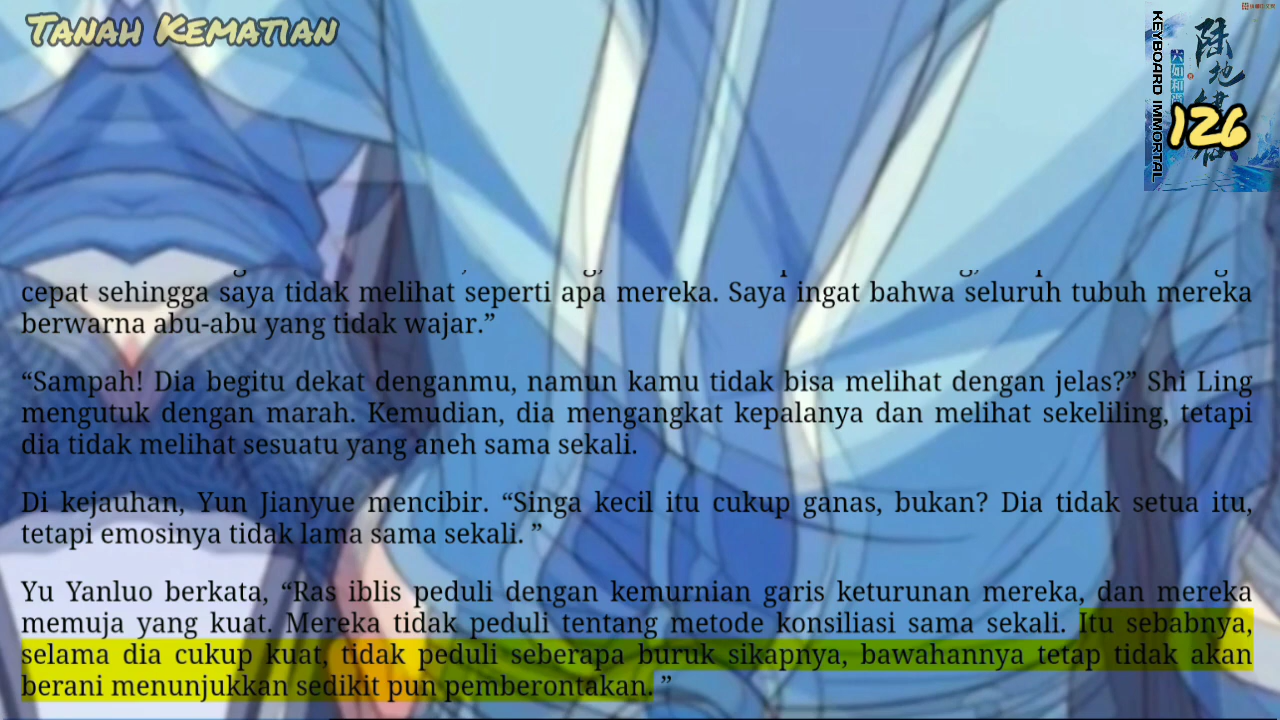 TANAH KEMATIAN
KEYBOARD IMMORTAL
陆地键仙
126
cepat sehingga saya tidak melihat seperti apa mereka. Saya ingat bahwa seluruh tubuh mereka
berwarna abu-abu yang tidak wajar.”
“Sampah! Dia begitu dekat denganmu, namun kamu tidak bisa melihat dengan jelas?” Shi Ling
mengutuk dengan marah. Kemudian, dia mengangkat kepalanya dan melihat sekeliling, tetapi
dia tidak melihat sesuatu yang aneh sama sekali.
Di kejauhan, Yun Jianyue mencibir. “Singa kecil itu cukup ganas, bukan? Dia tidak setua itu,
tetapi emosinya tidak lama sama sekali. ”
Yu Yanluo berkata, “Ras iblis peduli dengan kemurnian garis keturunan mereka, dan mereka
memuja yang kuat. Mereka tidak peduli tentang metode konsiliasi sama sekali. Itu sebabnya,
selama dia cukup kuat, tidak peduli seberapa buruk sikapnya, bawahannya tetap tidak akan
berani menunjukkan sedikit pun pemberontakan. ”